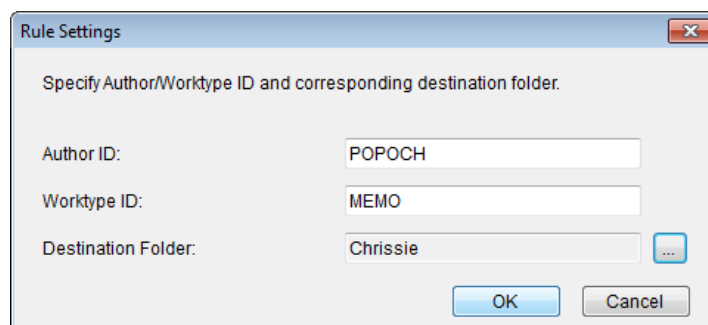 Rule Settings
Specify Author/Worktype ID and corresponding destination folder.
Author ID: POPOCH
Worktype ID: MEMO
Destination Folder: Chrissie ...
OK Cancel